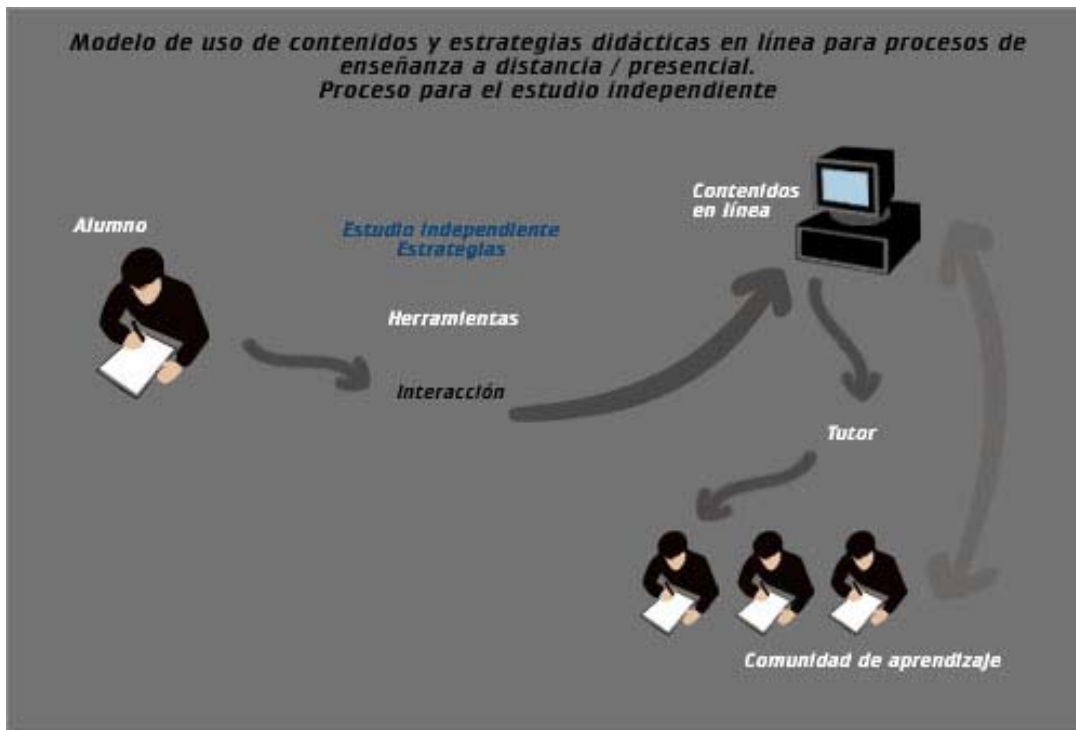 Modelo de uso de contenidos y estrategias didácticas en línea para procesos de
enseñanza a distancia / presencial.
Proceso para el estudio independiente
Alumno
Estudio independiente
Estrategias
Herramientas
Interacción
Contenidos
en línea
Tutor
Comunidad de aprendizaje